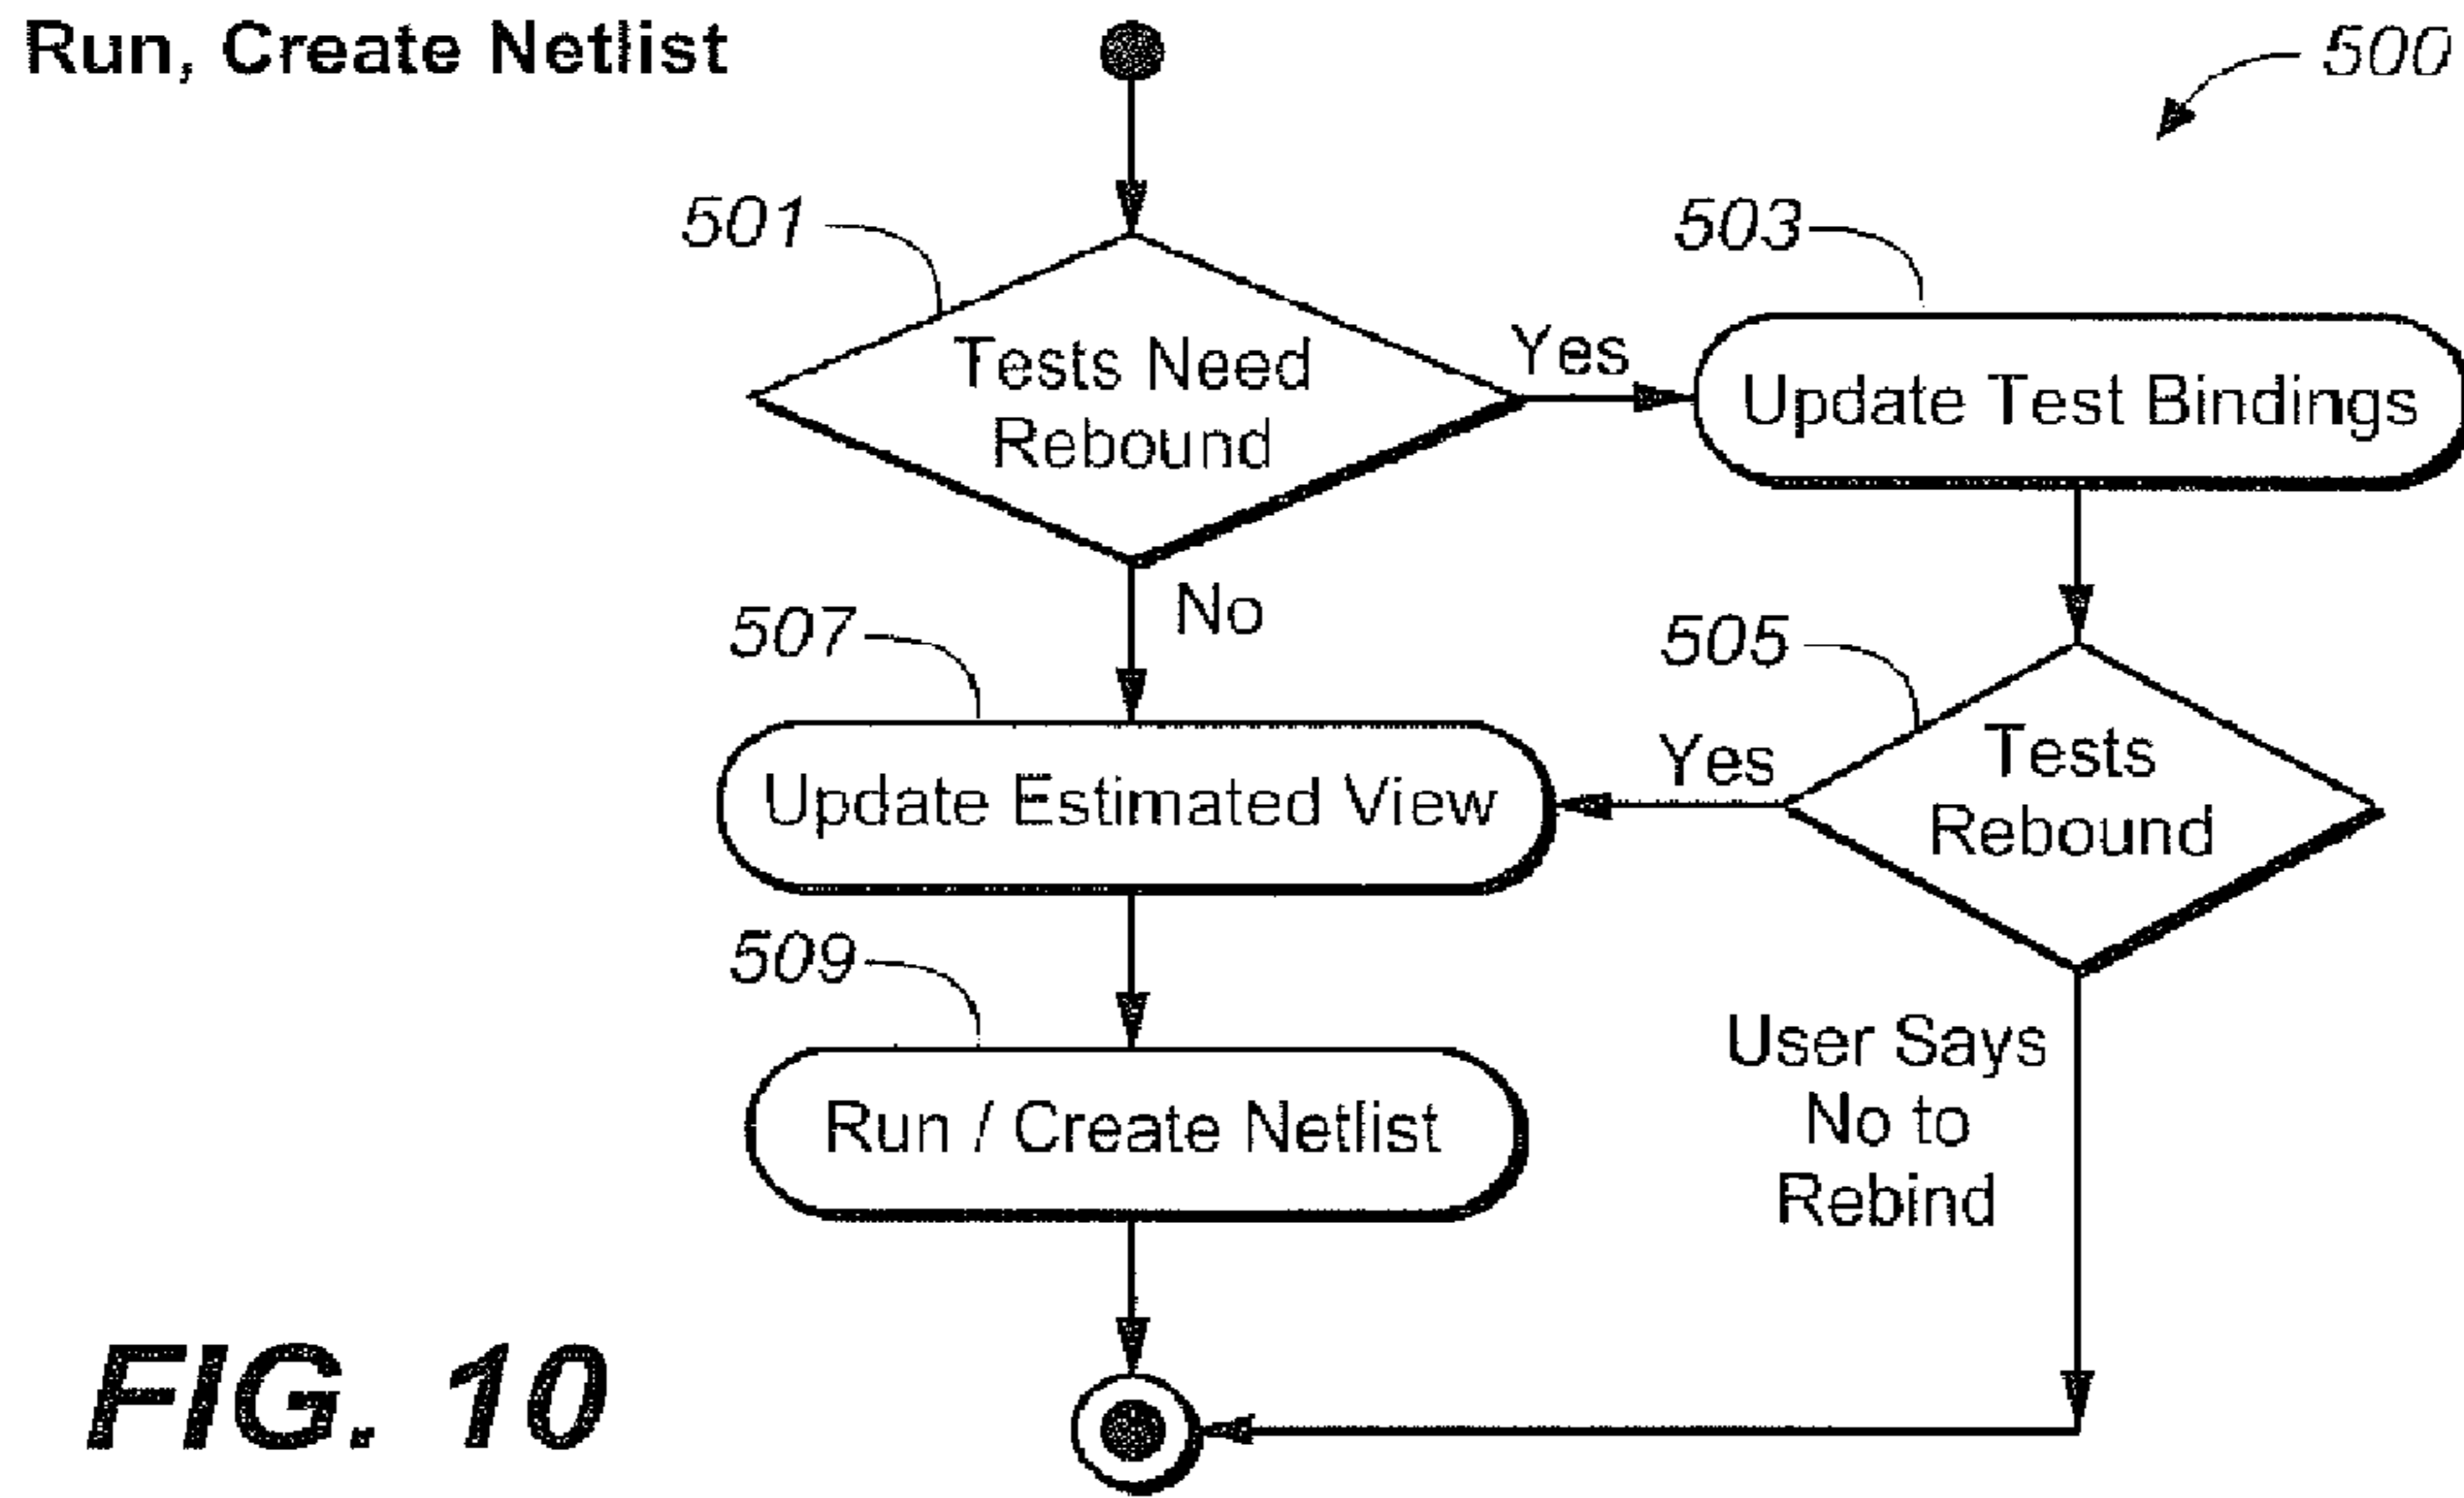 Run, Create Netlist
500
501
503
Tests Need
Rebound
Yes
Update Test Bindings
No
507
505
Update Estimated View
Yes
Tests
Rebound
509
Run / Create Netlist
User Says
No to
Rebind
FIG. 10